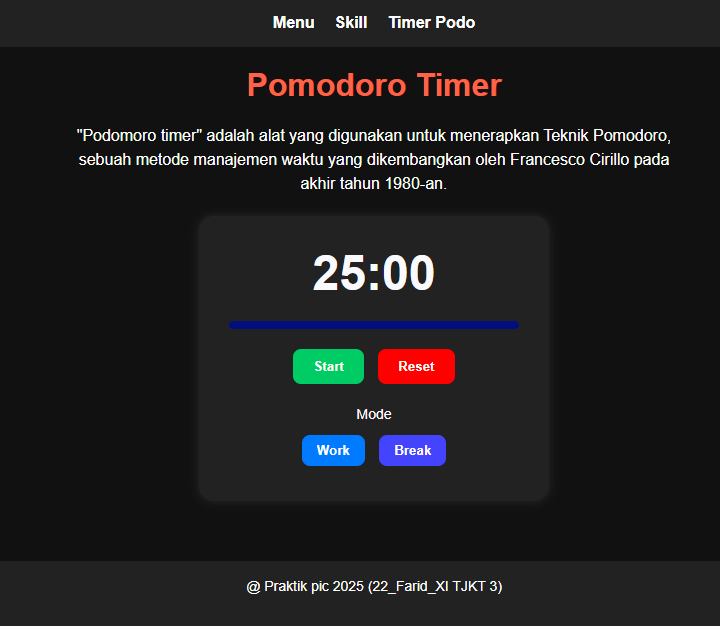 Menu Skill Timer Podo
Pomodoro Timer
"Podomoro timer" adalah alat yang digunakan untuk menerapkan Teknik Pomodoro,
sebuah metode manajemen waktu yang dikembangkan oleh Francesco Cirillo pada
akhir tahun 1980-an.
25:00
Start Reset
Mode
Work Break
@ Praktik pic 2025 (22_Farid_XI TJKT 3)